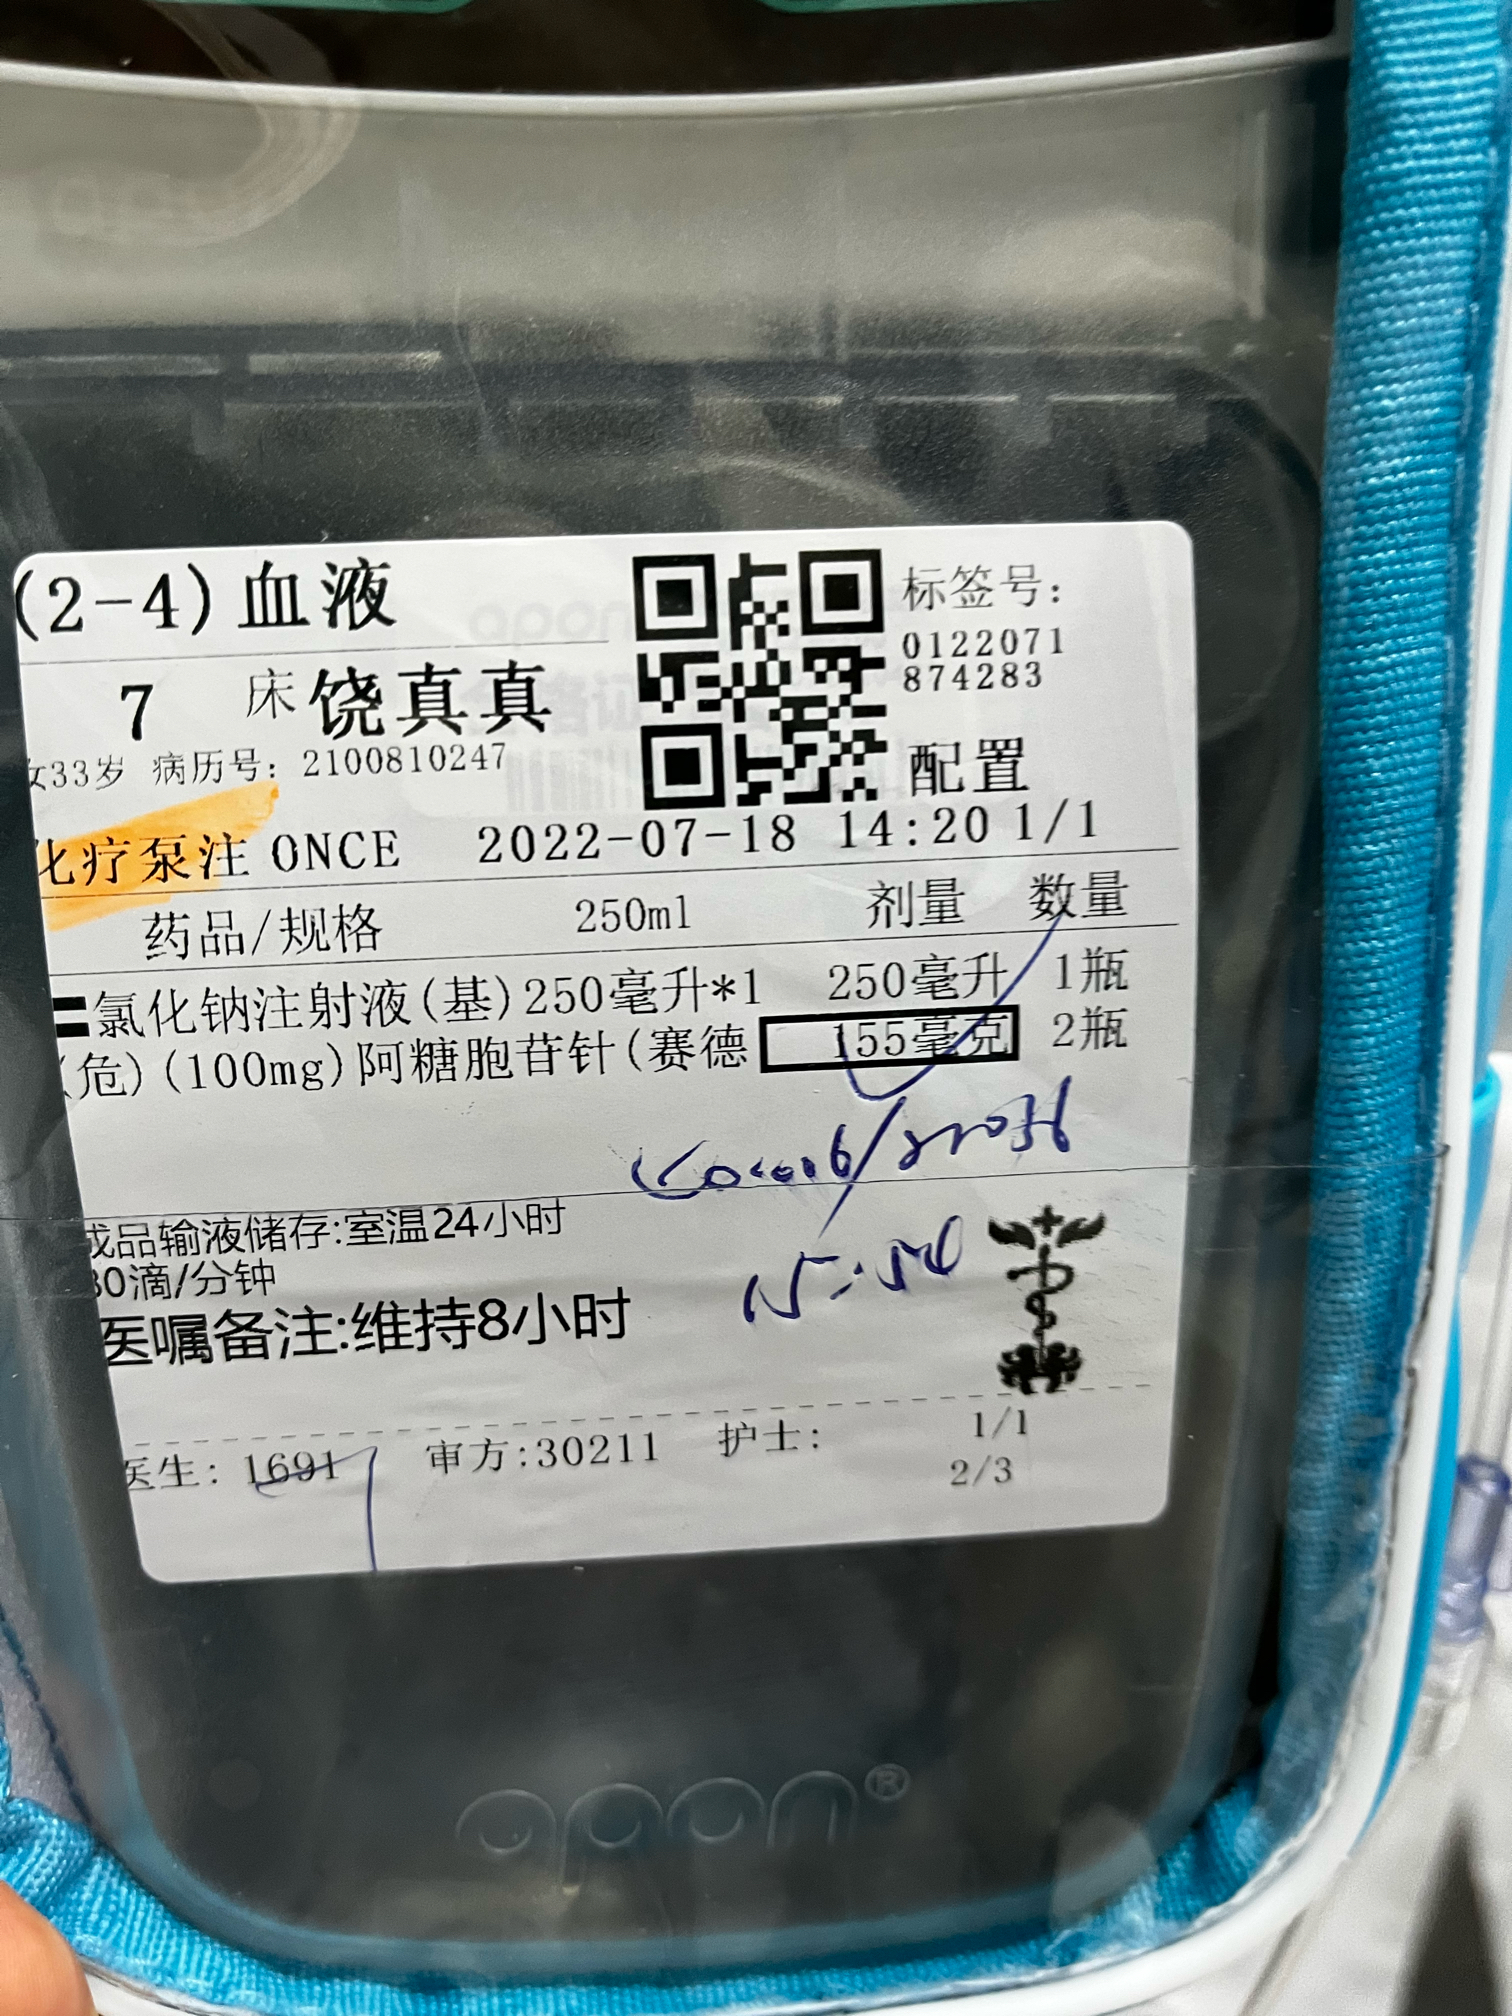 (2-4)血液
标签号:
0122071
874283
7 床 饶真真
女33岁 病历号: 2100810247
配置
化疗泵注 ONCE 2022-07-18 14:20 1/1
药品/规格 250ml 剂量 数量
氯化钠注射液(基)250毫升*1 250毫升 1瓶
(危)(100mg)阿糖胞苷针(赛德 155毫克 2瓶
成品输液储存:室温24小时
80滴/分钟
15:50
医嘱备注:维持8小时
医生: 1691 审方:30211 护士: 1/1
2/3
apon®